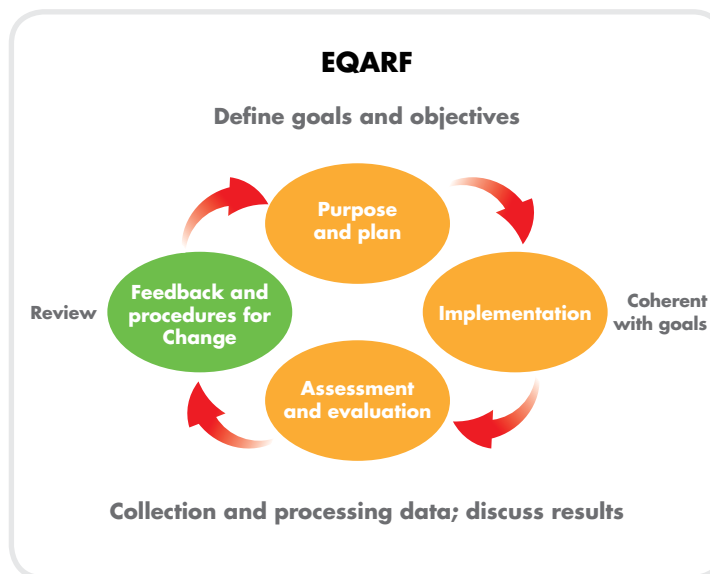 EQARF
Define goals and objectives
Purpose
and plan
Feedback and
procedures for
Change
Review
Implementation
Coherent
with goals
Assessment
and evaluation
Collection and processing data; discuss results